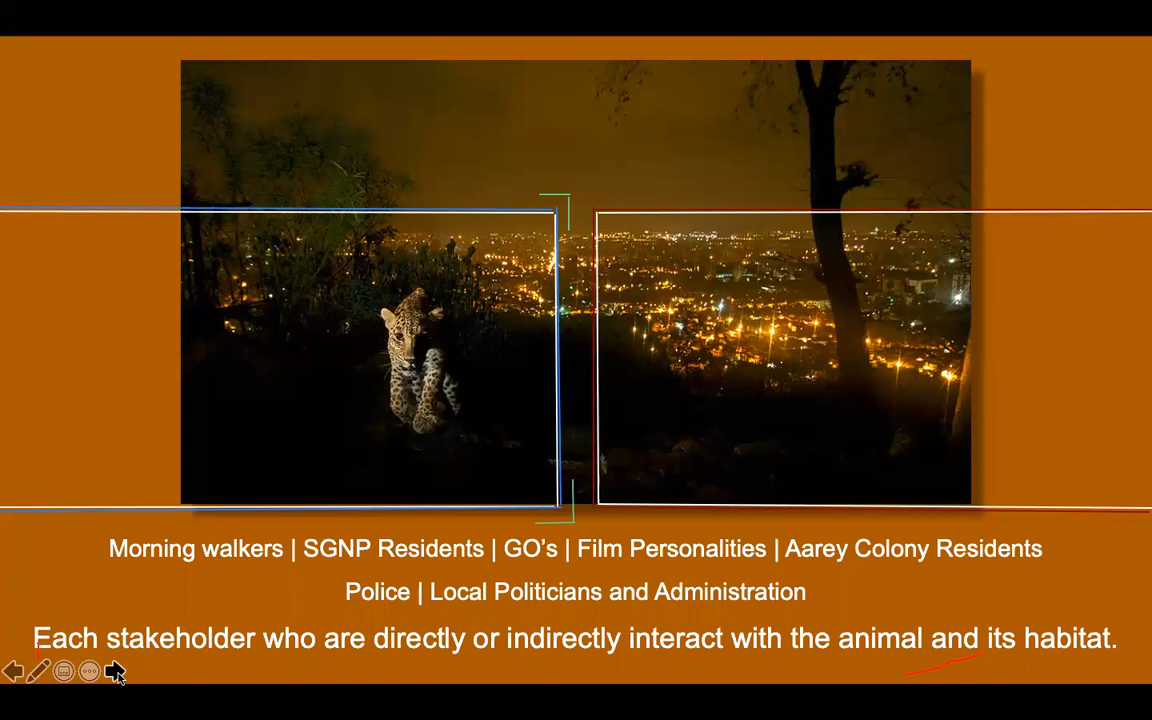 Morning walkers | SGNP Residents | GO’s | Film Personalities | Aarey Colony Residents
Police | Local Politicians and Administration
Each stakeholder who are directly or indirectly interact with the animal and its habitat.